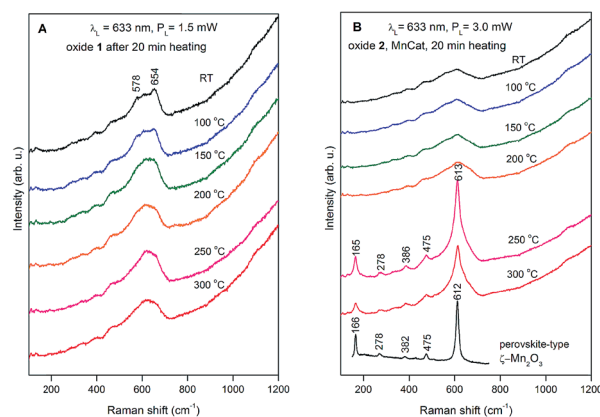 A
λL = 633 nm, PL = 1.5 mW
oxide 1 after 20 min heating
578
654
RT
100 °C
150 °C
200 °C
250 °C
300 °C
Intensity (arb. u.)
200 400 600 800 1000 1200
Raman shift (cm-1)
B
λL = 633 nm, PL = 3.0 mW
oxide 2, MnCat, 20 min heating
RT
100 °C
150 °C
200 °C
613
165
278
386
475
250 °C
300 °C
612
166
278
382
475
perovskite-type
ζ−Mn2O3
Intensity (arb. u.)
200 400 600 800 1000 1200
Raman shift (cm-1)